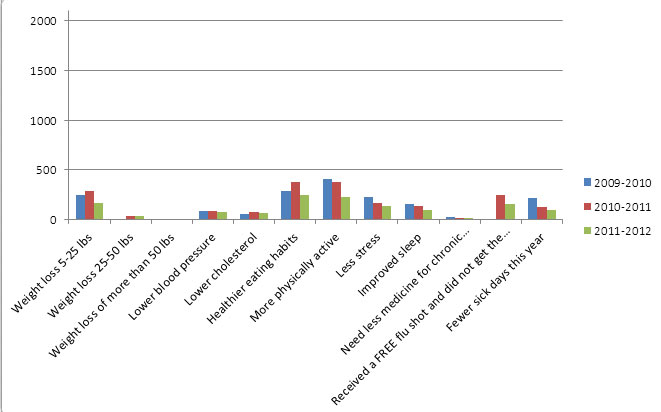 2000
1500
1000
500
0
Weight loss 5-25 lbs
Weight loss 25-50 lbs
Weight loss of more than 50 lbs
Lower blood pressure
Lower cholesterol
Healthier eating habits
More physically active
Less stress
Improved sleep
Need less medicine for chronic...
Received a FREE flu shot and did not get the...
Fewer sick days this year
2009-2010
2010-2011
2011-2012